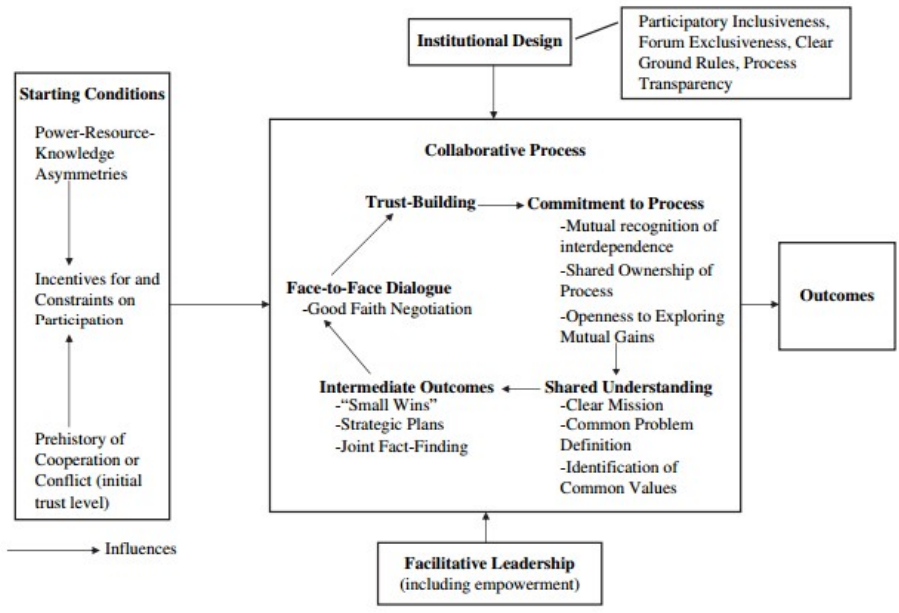 Institutional Design
Participatory Inclusiveness,
Forum Exclusiveness, Clear
Ground Rules, Process
Transparency
Starting Conditions
Power-Resource-
Knowledge
Asymmetries
Incentives for and
Constraints on
Participation
Prehistory of
Cooperation or
Conflict (initial
trust level)
Collaborative Process
Trust-Building
Commitment to Process
-Mutual recognition of
interdependence
-Shared Ownership of
Process
-Openness to Exploring
Mutual Gains
Face-to-Face Dialogue
-Good Faith Negotiation
Intermediate Outcomes
-“Small Wins”
-Strategic Plans
-Joint Fact-Finding
Shared Understanding
-Clear Mission
-Common Problem
Definition
-Identification of
Common Values
Outcomes
Influences
Facilitative Leadership
(including empowerment)